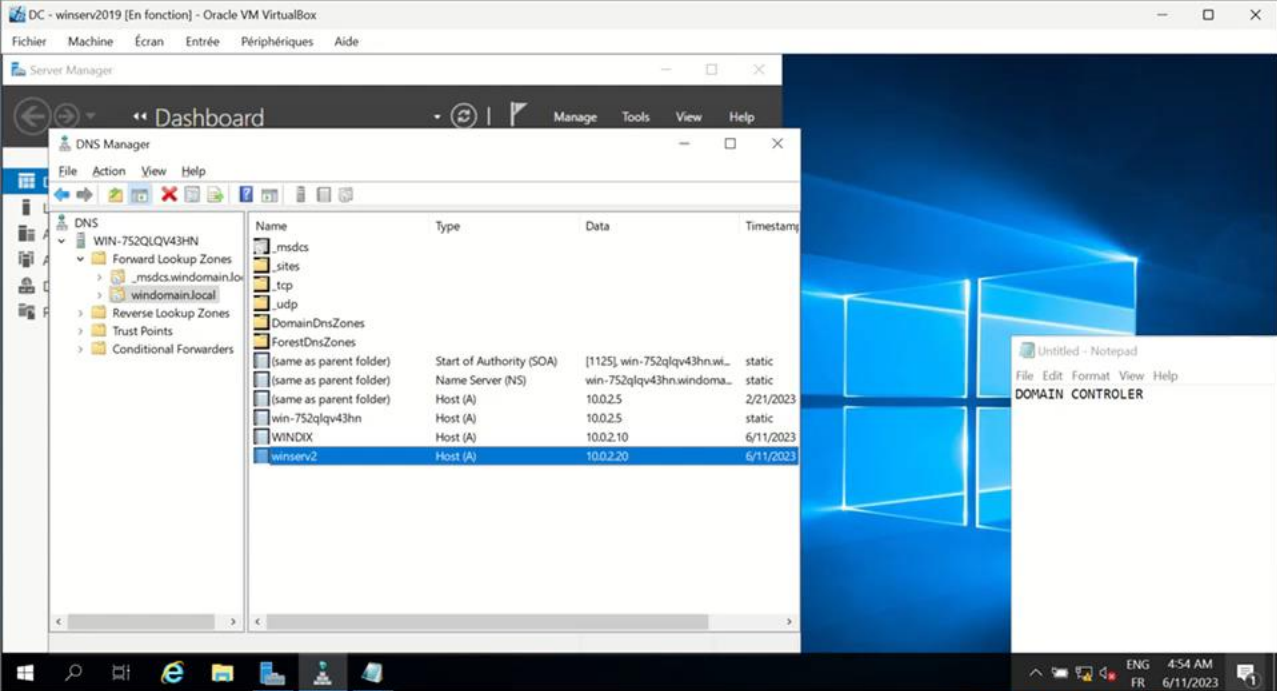 DC - winserv2019 [En fonction] - Oracle VM VirtualBox
Fichier Machine Écran Entrée Périphériques Aide
Server Manager
Dashboard
Manage Tools View Help
DNS Manager
File Action View Help
DNS
WIN-752QLQV43HN
Forward Lookup Zones
_msdcs.windomain.lo
windomain.local
Reverse Lookup Zones
Trust Points
Conditional Forwarders
Name Type Data Timestamp
_msdcs
_sites
_tcp
_udp
DomainDnsZones
ForestDnsZones
(same as parent folder) Start of Authority (SOA) [1125], win-752qlqv43hn.wi... static
(same as parent folder) Name Server (NS) win-752qlqv43hn.windoma... static
(same as parent folder) Host (A) 10.0.2.5 2/21/2023
win-752qlqv43hn Host (A) 10.0.2.5 static
WINDIX Host (A) 10.0.2.10 6/11/2023
winserv2 Host (A) 10.0.2.20 6/11/2023
Untitled - Notepad
File Edit Format View Help
DOMAIN CONTROLER
ENG 4:54 AM
FR 6/11/2023
1